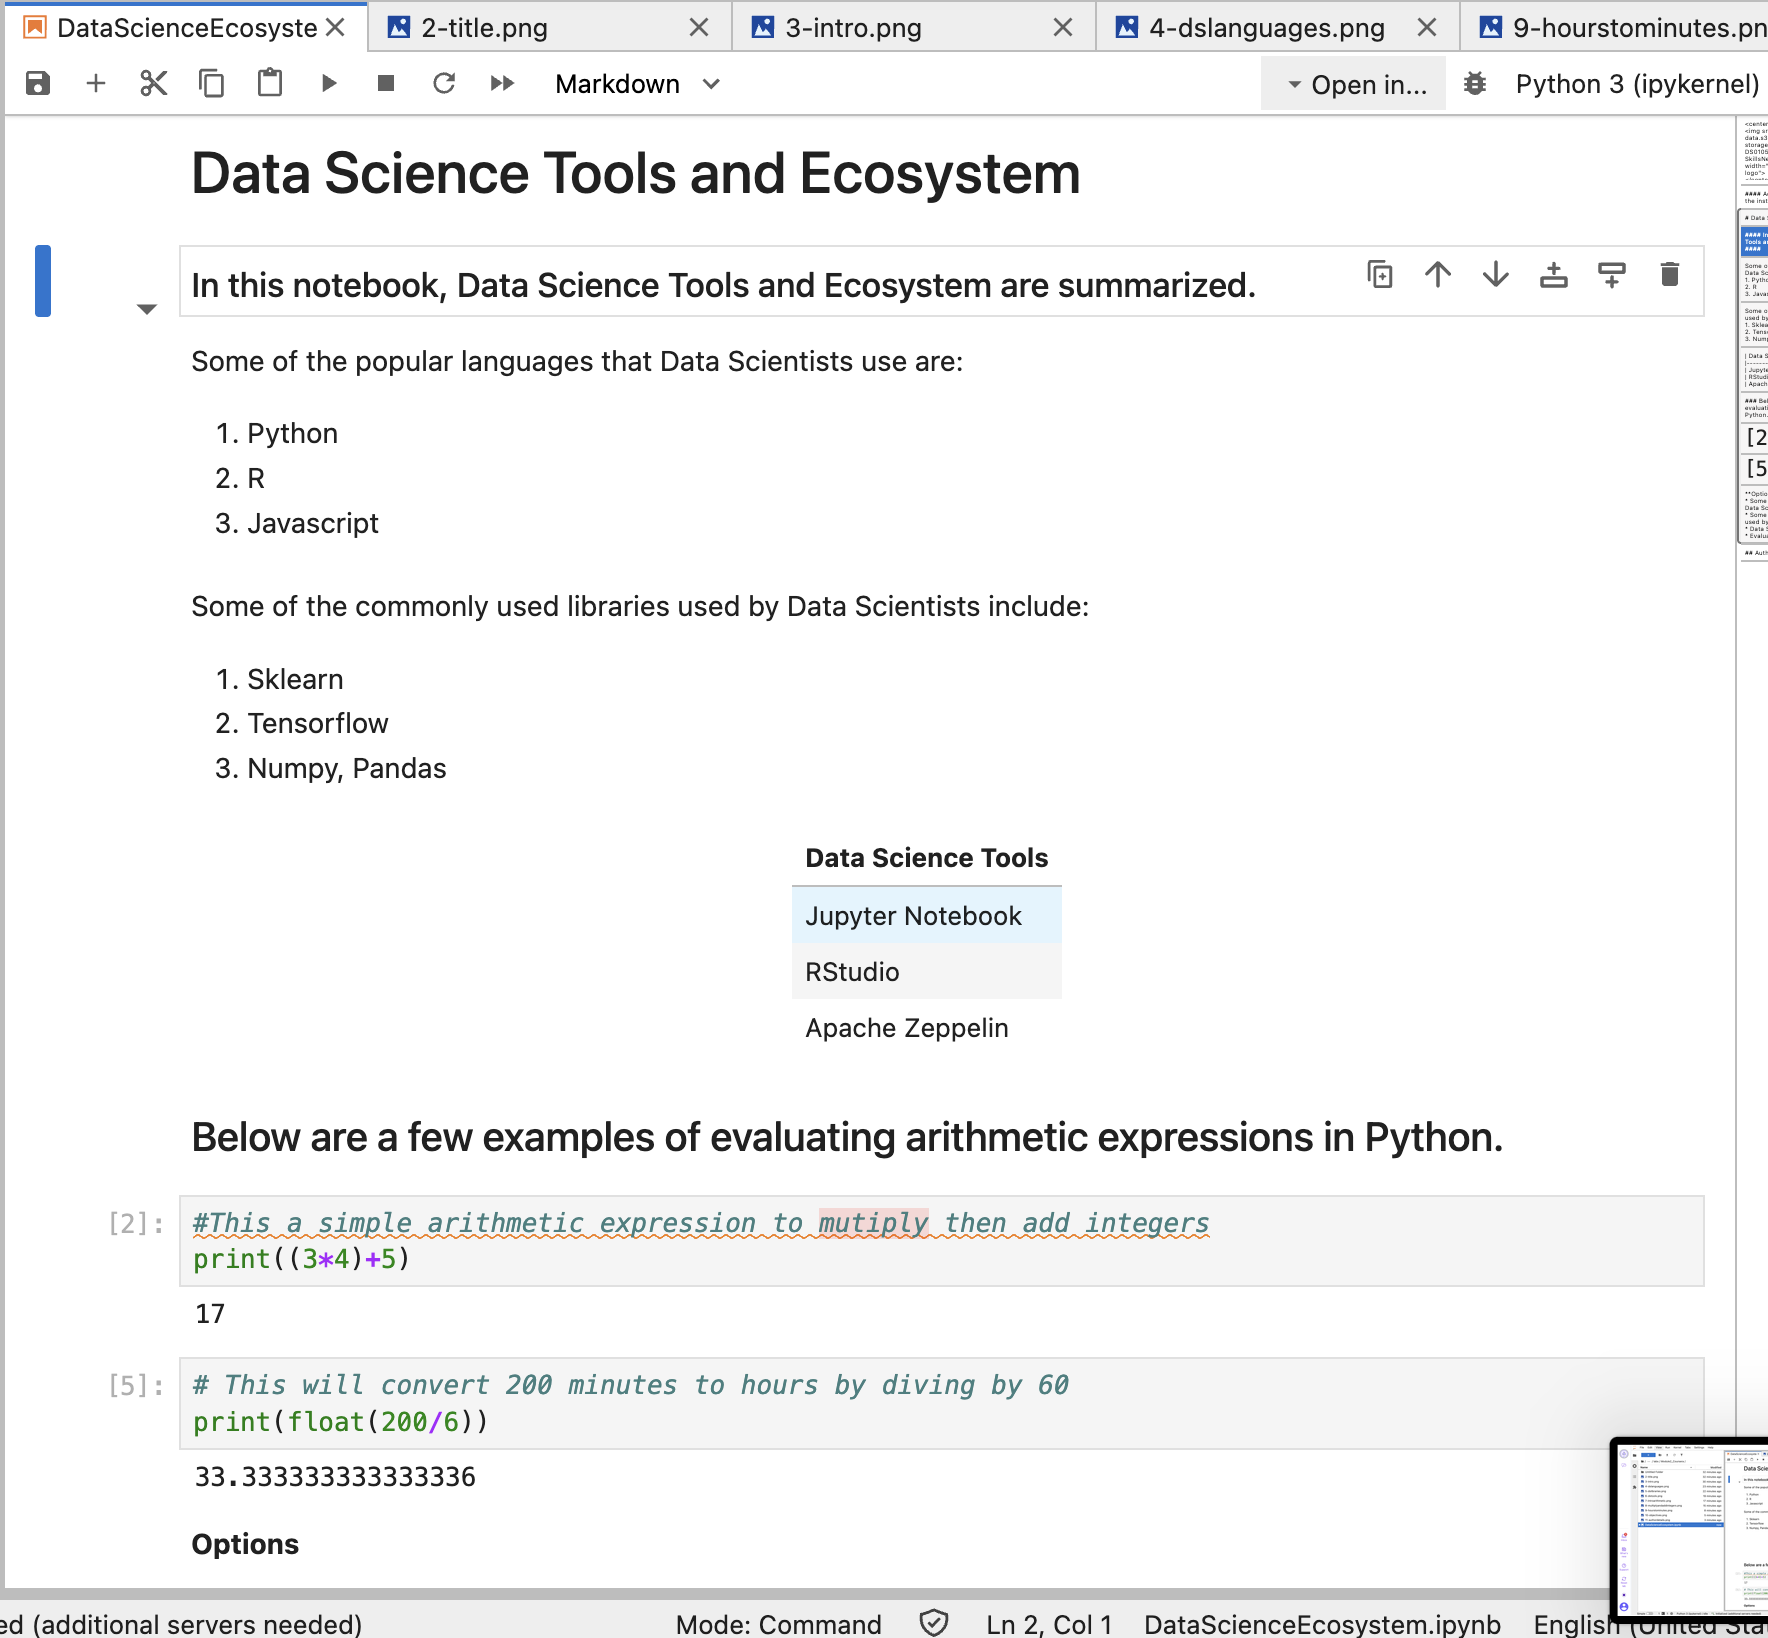 DataScienceEcosyste
2-title.png
3-intro.png
4-dslanguages.png
9-hourstominutes.pn
Markdown
Open in...
Python 3 (ipykernel)
Data Science Tools and Ecosystem
In this notebook, Data Science Tools and Ecosystem are summarized.
Some of the popular languages that Data Scientists use are:
1. Python
2. R
3. Javascript
Some of the commonly used libraries used by Data Scientists include:
1. Sklearn
2. Tensorflow
3. Numpy, Pandas
Data Science Tools
Jupyter Notebook
RStudio
Apache Zeppelin
Below are a few examples of evaluating arithmetic expressions in Python.
[2]:
#This a simple arithmetic expression to mutiply then add integers
print((3*4)+5)
17
[5]:
# This will convert 200 minutes to hours by diving by 60
print(float(200/6))
33.333333333333336
Options
ed (additional servers needed)
Mode: Command
Ln 2, Col 1
DataScienceEcosystem.ipynb
English (United Sta